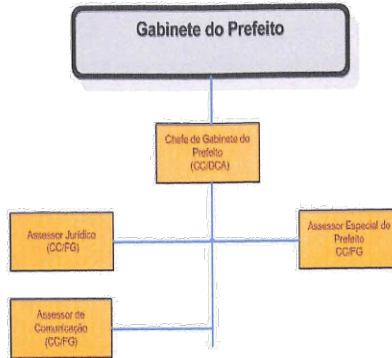 Gabinete do Prefeito
Chefe de Gabinete do
Prefeito
(CC/DCA)
Assessor Jurídico
(CC/FG)
Assessor Especial do
Prefeito
CC/FG
Assessor de
Comunicação
(CC/FG)